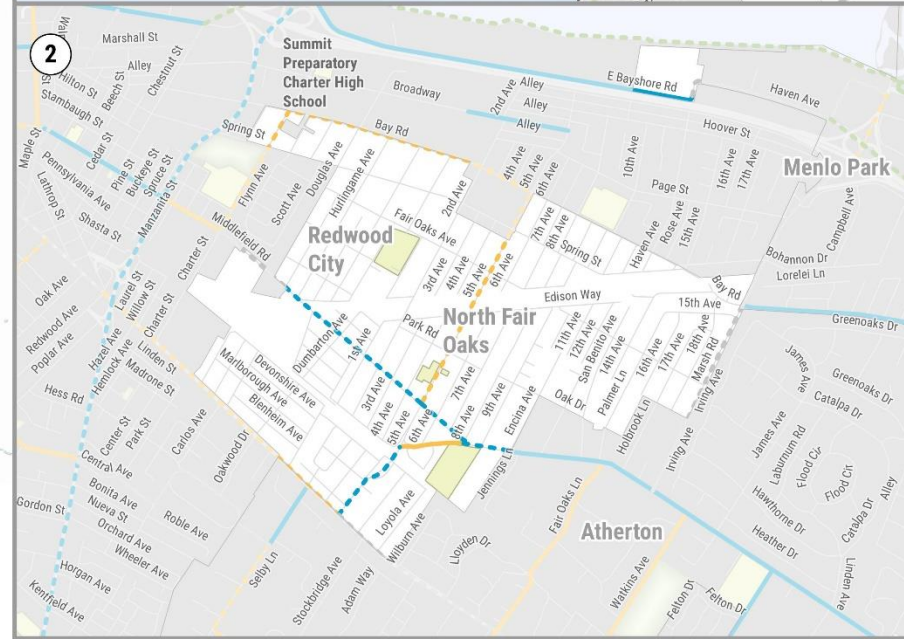 2
Marshall St
Alley
Chestnut St
Beech St
Hilton St
Stambaugh St
Maple St
Cedar St
Pine St
Buckeye St
Spruce St
Manzanita St
Pennsylvania Ave
Lathrop St
Shasta St
Summit
Preparatory
Charter High
School
Broadway
2nd Ave
Alley
Alley
Alley
E Bayshore Rd
Haven Ave
Hoover St
Spring St
Bay Rd
Flynn Ave
Scott Ave
Douglas Ave
Hurlingame Ave
2nd Ave
4th Ave
5th Ave
6th Ave
10th Ave
Page St
16th Ave
17th Ave
Menlo Park
Campbell Ave
Middlefield Rd
Charter St
Redwood
City
Fair Oaks Ave
3rd Ave
4th Ave
5th Ave
6th Ave
7th Ave
8th Ave
Spring St
Haven Ave
Rose Ave
15th Ave
Bohannon Dr
Lorelei Ln
Bay Rd
Edison Way
15th Ave
Greenoaks Dr
Oak Ave
Redwood Ave
Poplar Ave
Hazel Ave
Hemlock Ave
Laurel St
Willow St
Charter St
Linden St
Madrone St
Hess Rd
Center St
Park St
Central Ave
Carlos Ave
Oakwood Dr
Marlborough Ave
Devonshire Ave
Blenheim Ave
Dumbarton Ave
1st Ave
3rd Ave
4th Ave
5th Ave
6th Ave
Park Rd
North Fair
Oaks
7th Ave
8th Ave
9th Ave
Encina Ave
11th Ave
12th Ave
San Benito Ave
14th Ave
Palmer Ln
16th Ave
17th Ave
18th Ave
Marsh Rd
Irving Ave
Oak Dr
Holbrook Ln
Irving Ave
James Ave
Greenoaks Dr
Catalpa Dr
James Ave
Laburnum Rd
Flood Cir
Flood Cir
Catalpa Dr
Alley
Hawthorne Dr
Heather Dr
Linden Ave
Gordon St
Bonita Ave
Nueva St
Orchard Ave
Wheeler Ave
Roble Ave
Horgan Ave
Kentfield Ave
Selby Ln
Stockbridge Ave
Adam Way
Wilburn Ave
Loyola Ave
Lloyden Dr
Jennings Ln
Fair Oaks Ln
Atherton
Watkins Ave
Felton Dr
Felton Dr